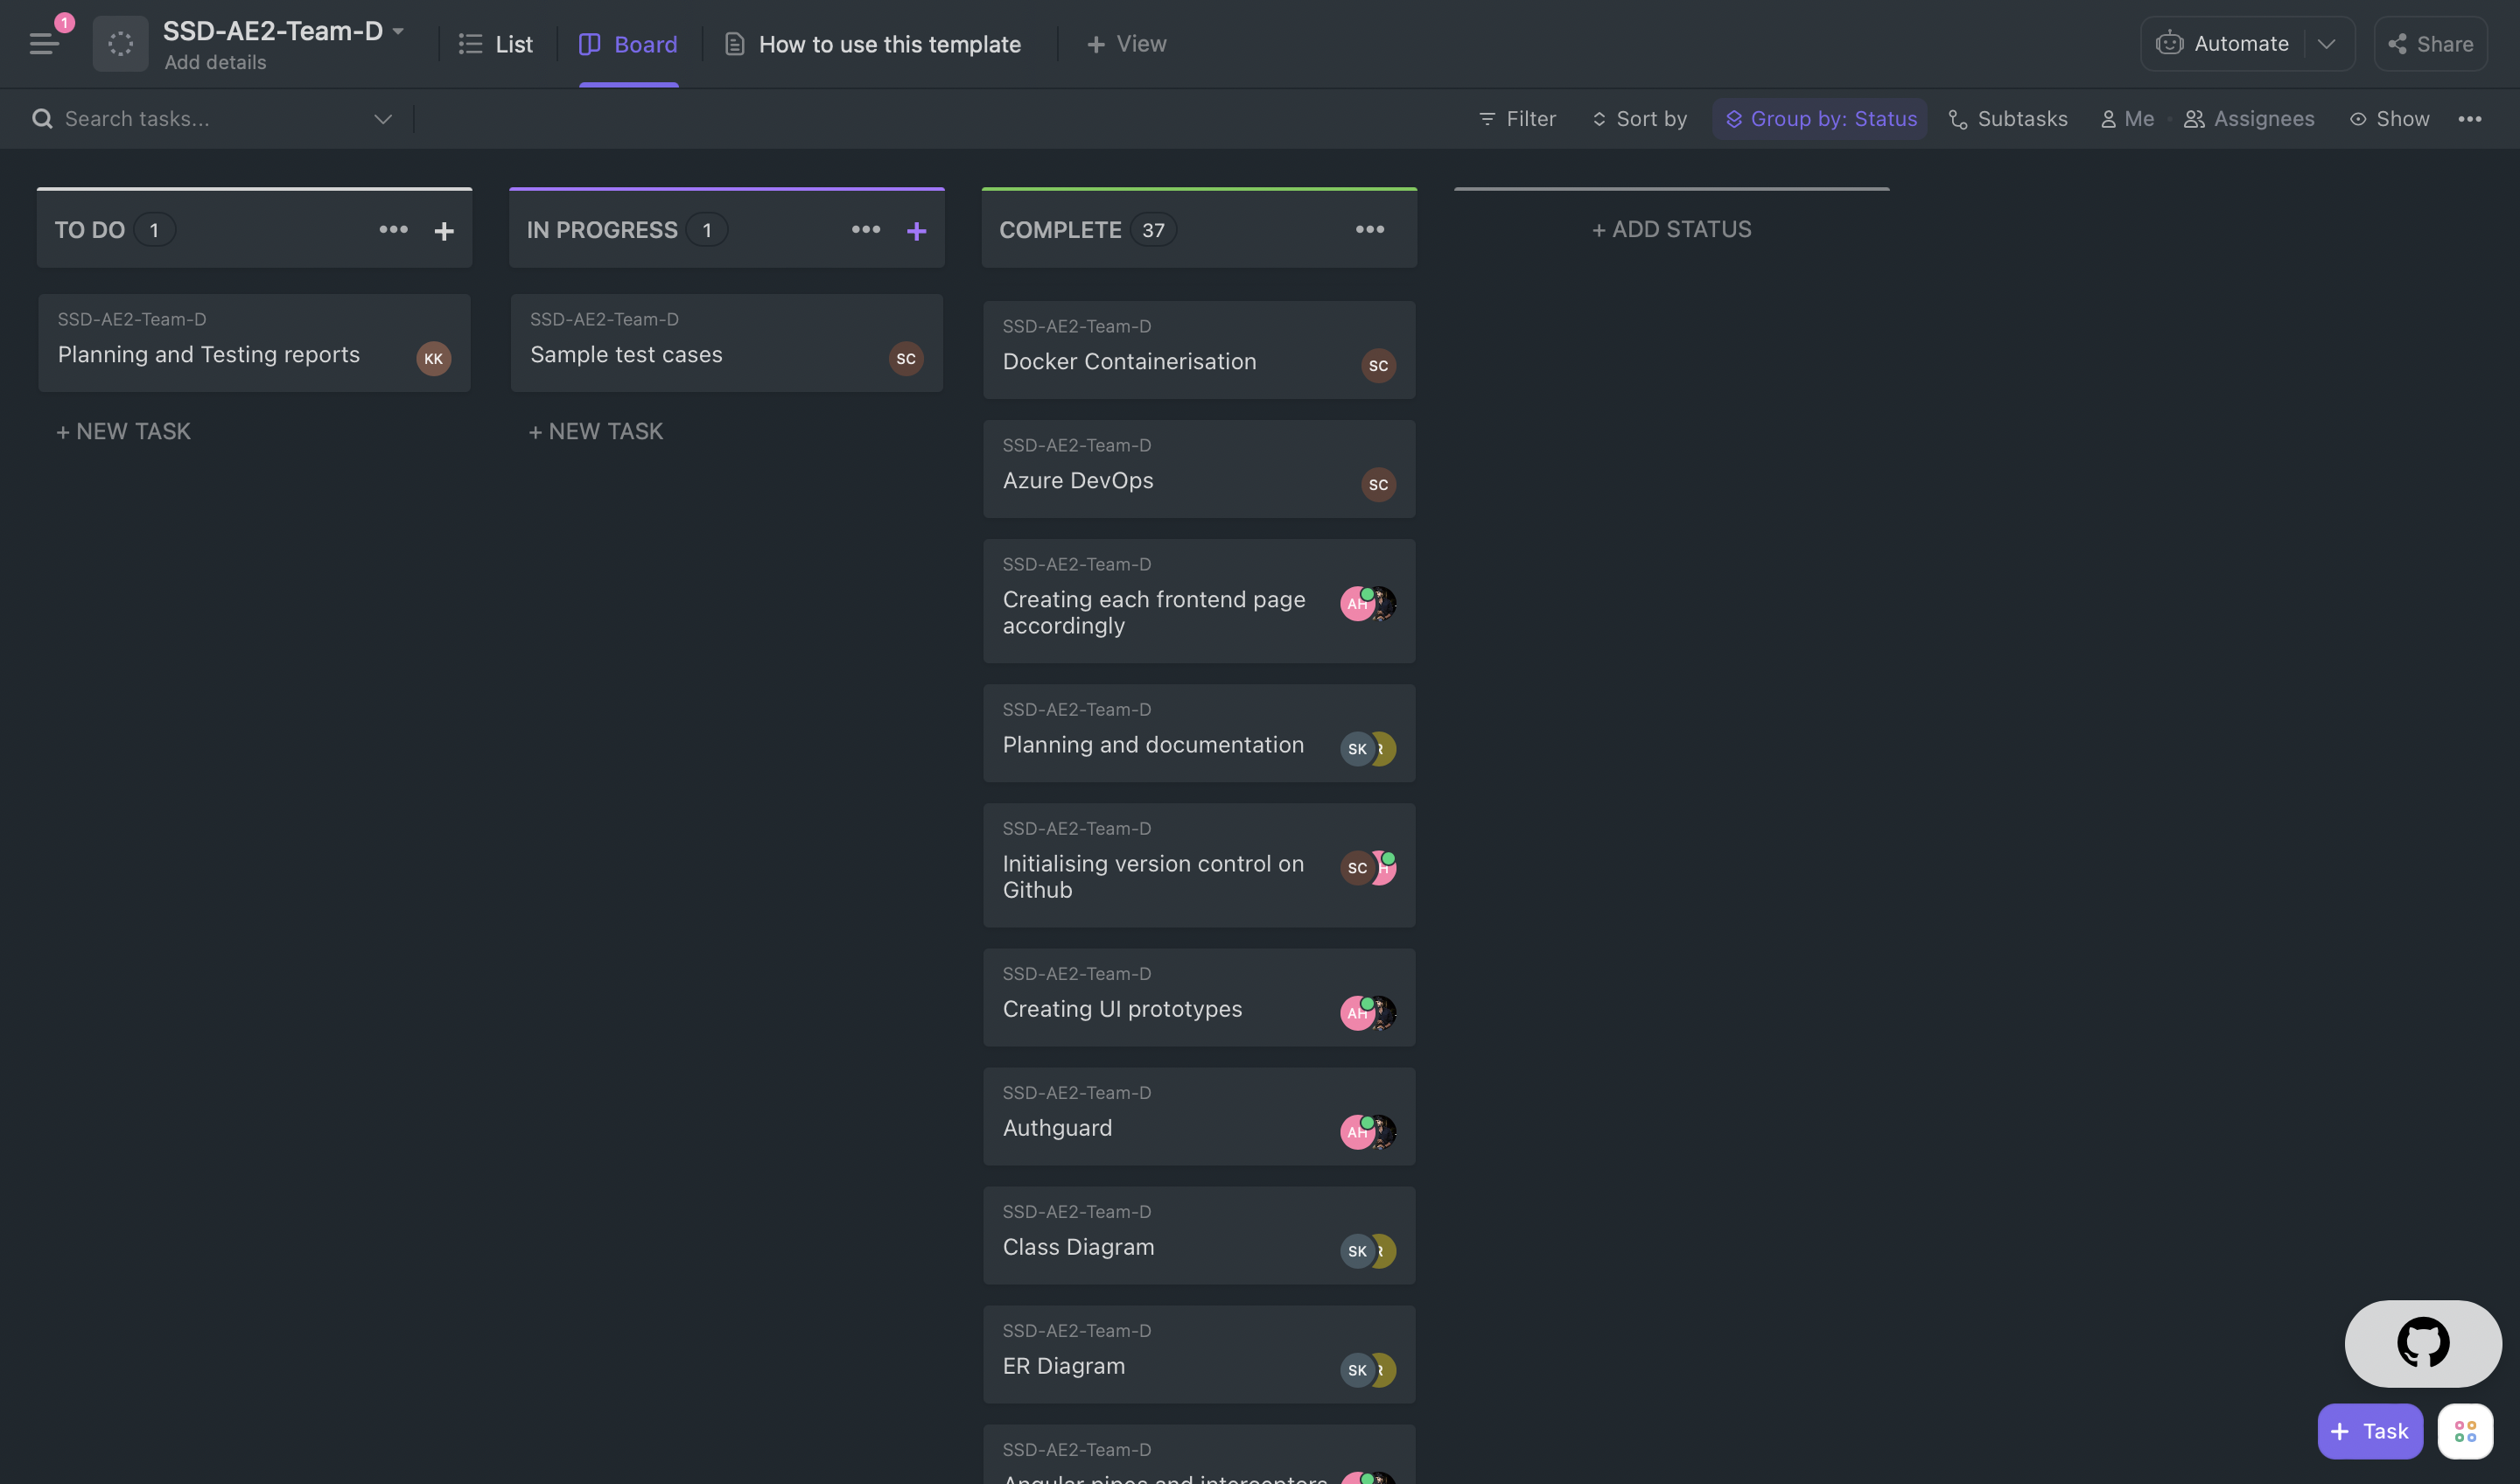 1
SSD-AE2-Team-D
Add details
List
Board
How to use this template
+ View
Automate
Share
Search tasks...
Filter
Sort by
Group by: Status
Subtasks
Me
Assignees
Show
TO DO 1
SSD-AE2-Team-D
Planning and Testing reports
KK
+ NEW TASK
IN PROGRESS 1
SSD-AE2-Team-D
Sample test cases
SC
+ NEW TASK
COMPLETE 37
SSD-AE2-Team-D
Docker Containerisation
SC
SSD-AE2-Team-D
Azure DevOps
SC
SSD-AE2-Team-D
Creating each frontend page
accordingly
AH
SSD-AE2-Team-D
Planning and documentation
SK
SSD-AE2-Team-D
Initialising version control on
Github
SC
SSD-AE2-Team-D
Creating UI prototypes
AH
SSD-AE2-Team-D
Authguard
AH
SSD-AE2-Team-D
Class Diagram
SK
SSD-AE2-Team-D
ER Diagram
SK
SSD-AE2-Team-D
Angular pipes and interceptors
+ ADD STATUS
+ Task